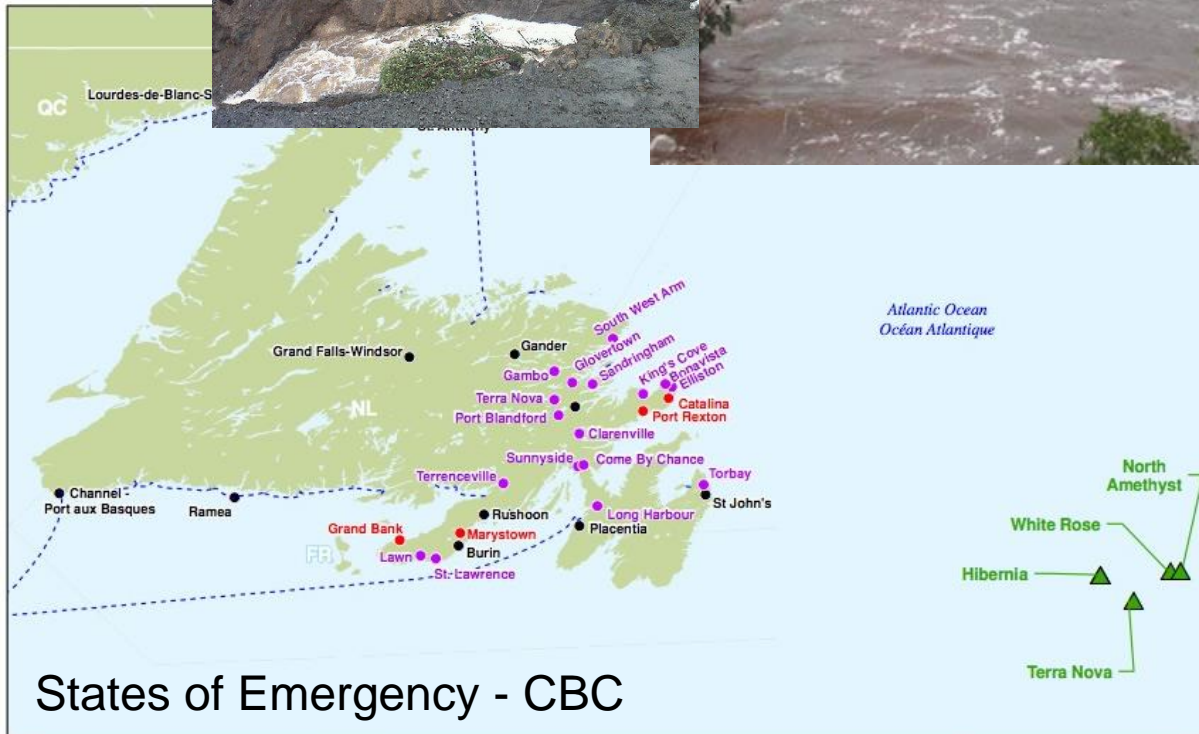 QC
Lourdes-de-Blanc-S
St. Anthony
Atlantic Ocean
Océan Atlantique
South West Arm
Gander
Glovertown
Sandringham
King's Cove
Bonavista
Elliston
Grand Falls-Windsor
Gambo
NL
Terra Nova
Catalina
Port Blandford
Port Rexton
Clarenville
Sunnyside
Come By Chance
Terrenceville
Torbay
North
Amethyst
Channel -
Port aux Basques
Ramea
St John's
Long Harbour
Rushoon
Placentia
White Rose
Grand Bank
Marystown
Burin
FR
Lawn
St. Lawrence
Hibernia
Terra Nova
States of Emergency - CBC